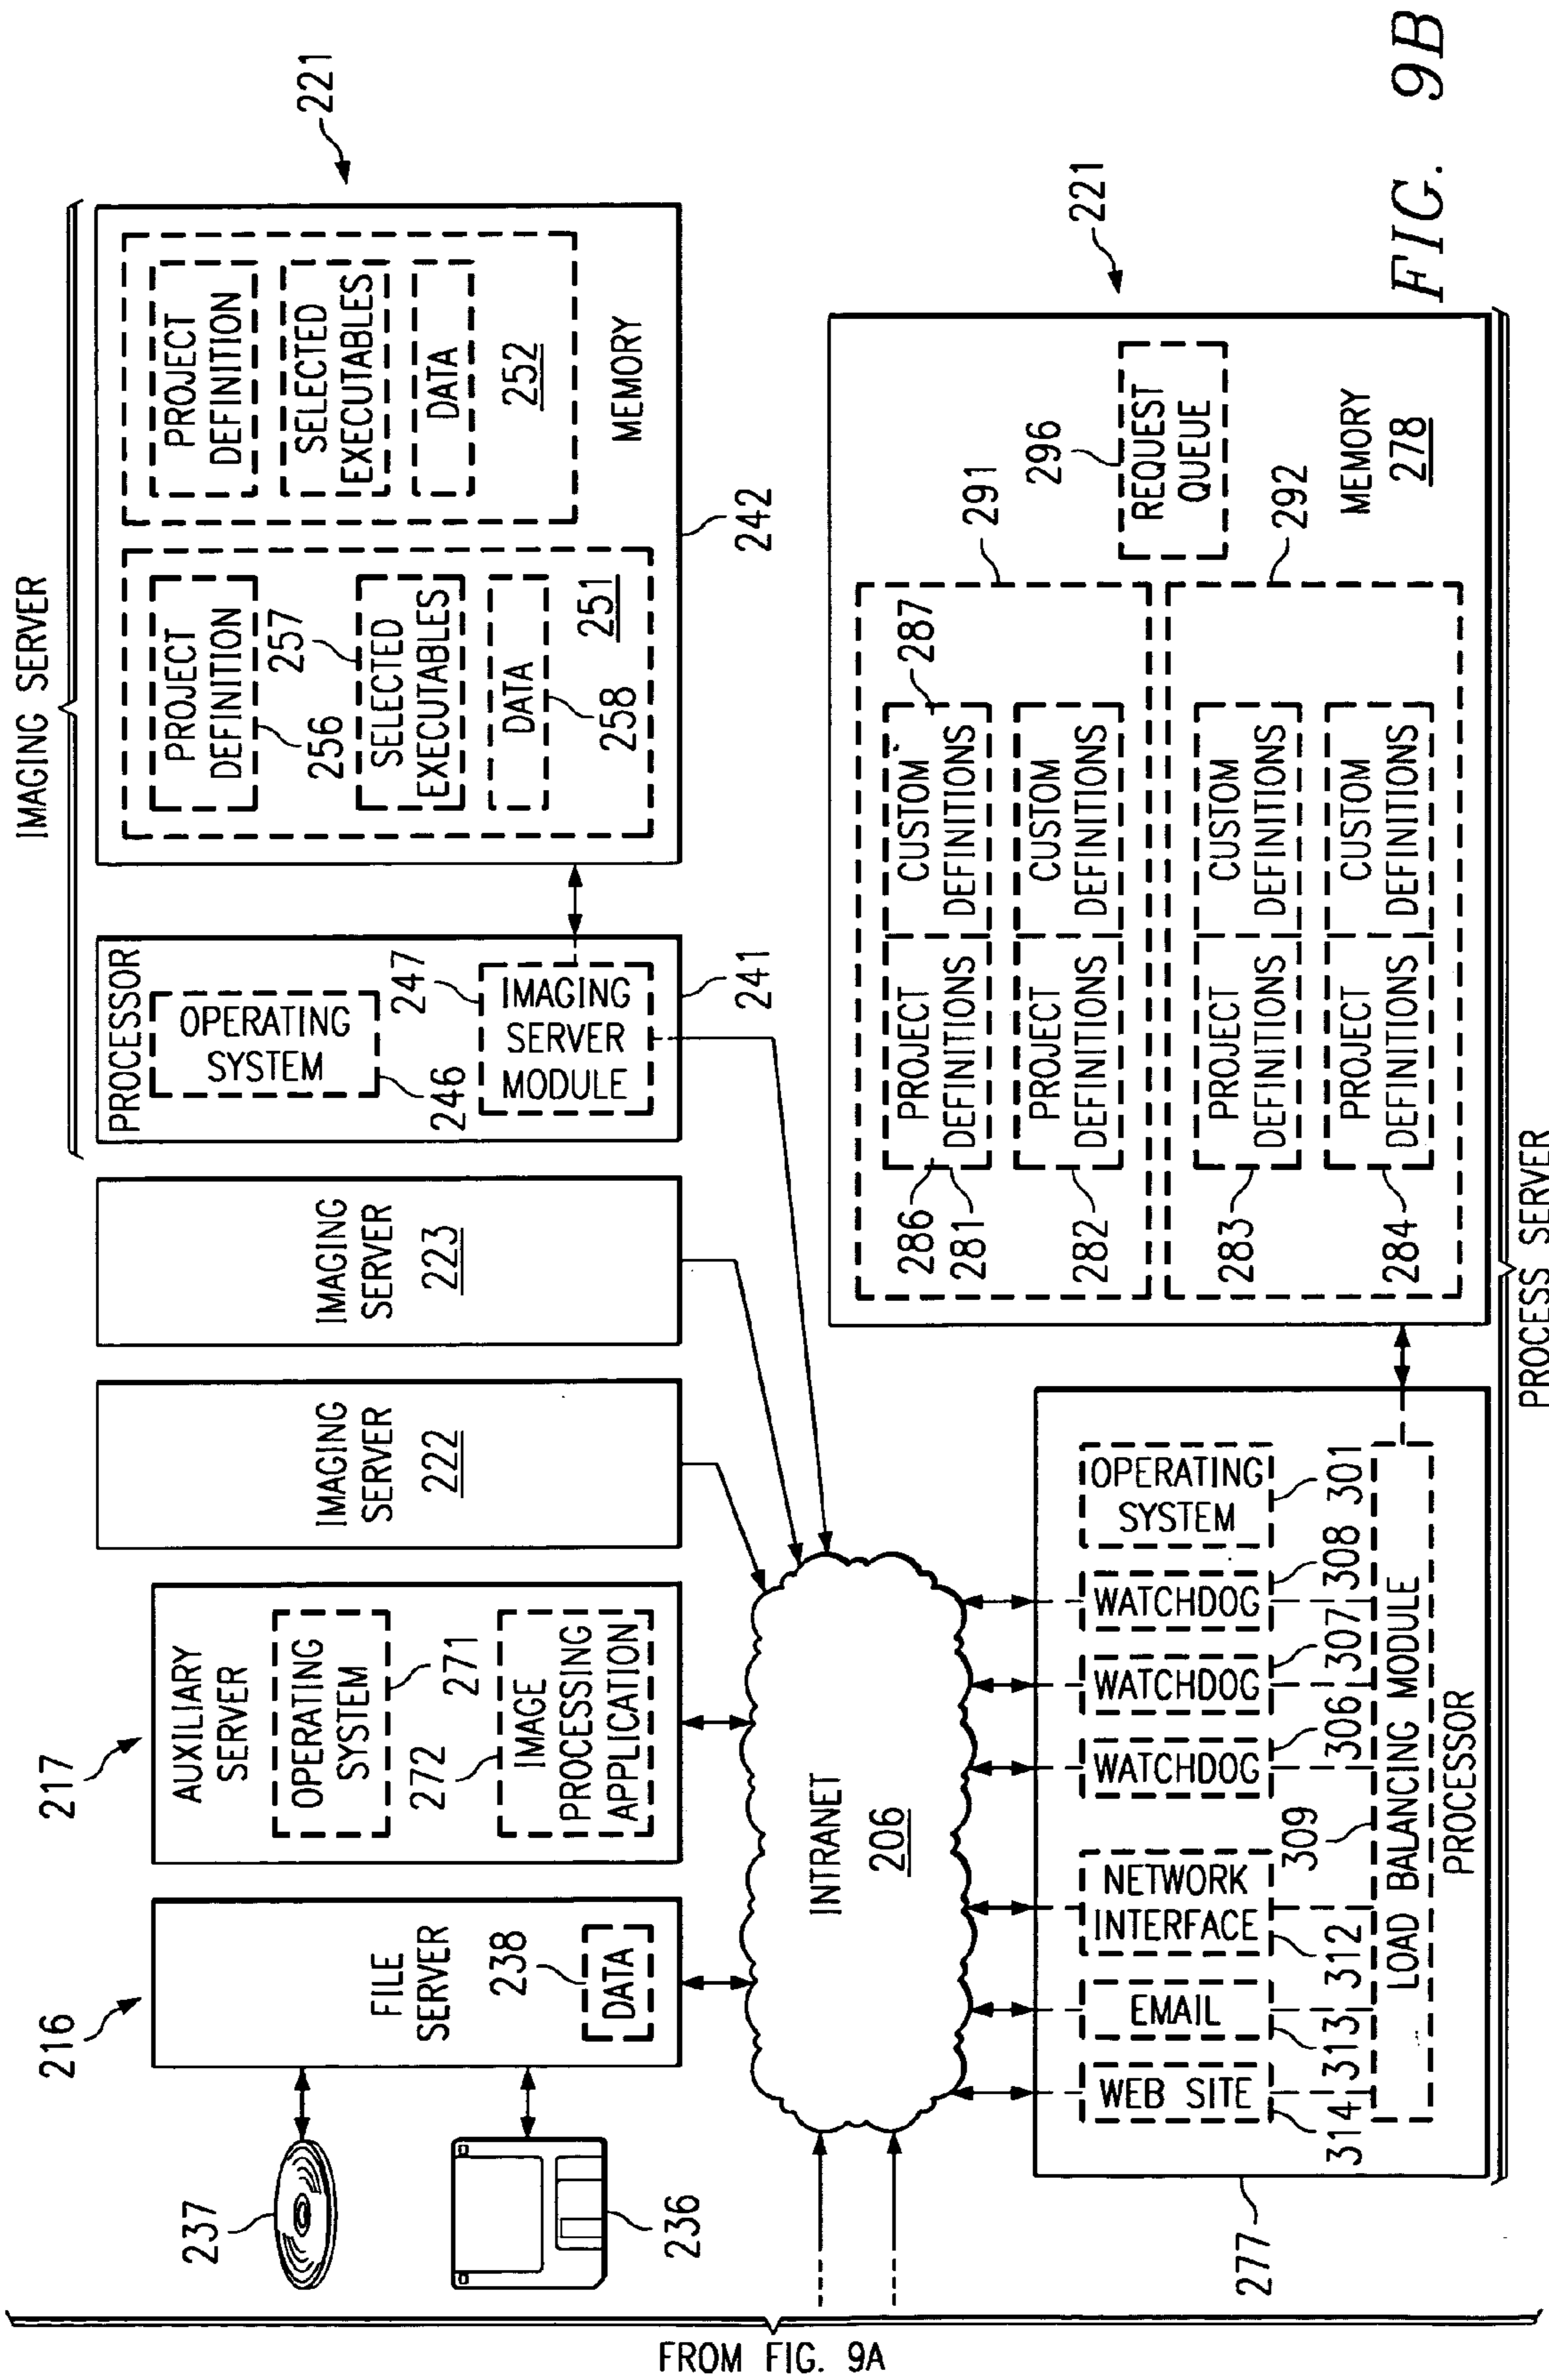 FROM FIG. 9A
237
236
216
FILE
SERVER
238
DATA
217
AUXILIARY
SERVER
OPERATING
SYSTEM
271
272
IMAGE
PROCESSING
APPLICATION
IMAGING
SERVER
222
IMAGING
SERVER
223
IMAGING SERVER
PROCESSOR
OPERATING
SYSTEM
246
247
IMAGING
SERVER
MODULE
241
221
PROJECT
DEFINITION
256
257
SELECTED
EXECUTABLES
DATA
258
251
PROJECT
DEFINITION
SELECTED
EXECUTABLES
DATA
252
MEMORY
242
INTRANET
206
277
WEB SITE
314
EMAIL
313
NETWORK
INTERFACE
312
309
WATCHDOG
306
WATCHDOG
307
WATCHDOG
308
OPERATING
SYSTEM
301
LOAD BALANCING MODULE
PROCESSOR
221
291
286
PROJECT
DEFINITIONS
281
CUSTOM
DEFINITIONS
287
PROJECT
DEFINITIONS
282
CUSTOM
DEFINITIONS
292
PROJECT
DEFINITIONS
283
CUSTOM
DEFINITIONS
PROJECT
DEFINITIONS
284
CUSTOM
DEFINITIONS
296
REQUEST
QUEUE
MEMORY
278
PROCESS SERVER
FIG. 9B